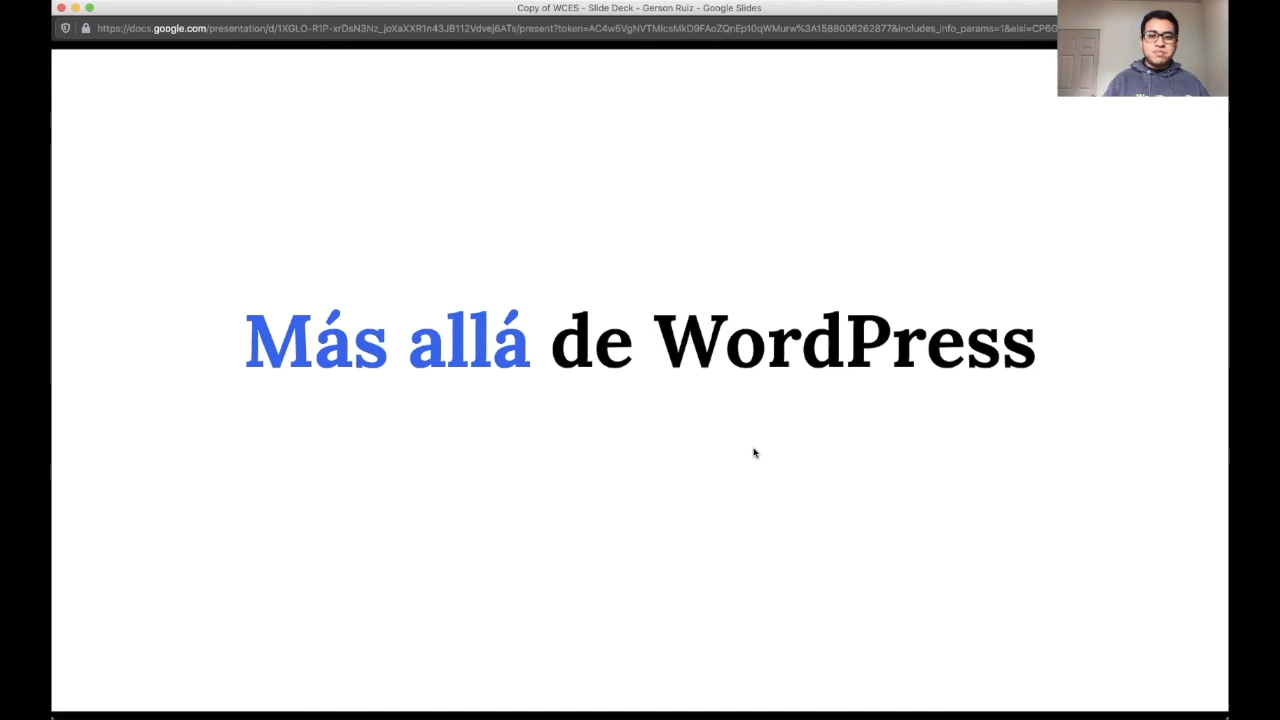 Copy of WCES - Slide Deck - Gerson Ruiz - Google Slides
Más allá de WordPress